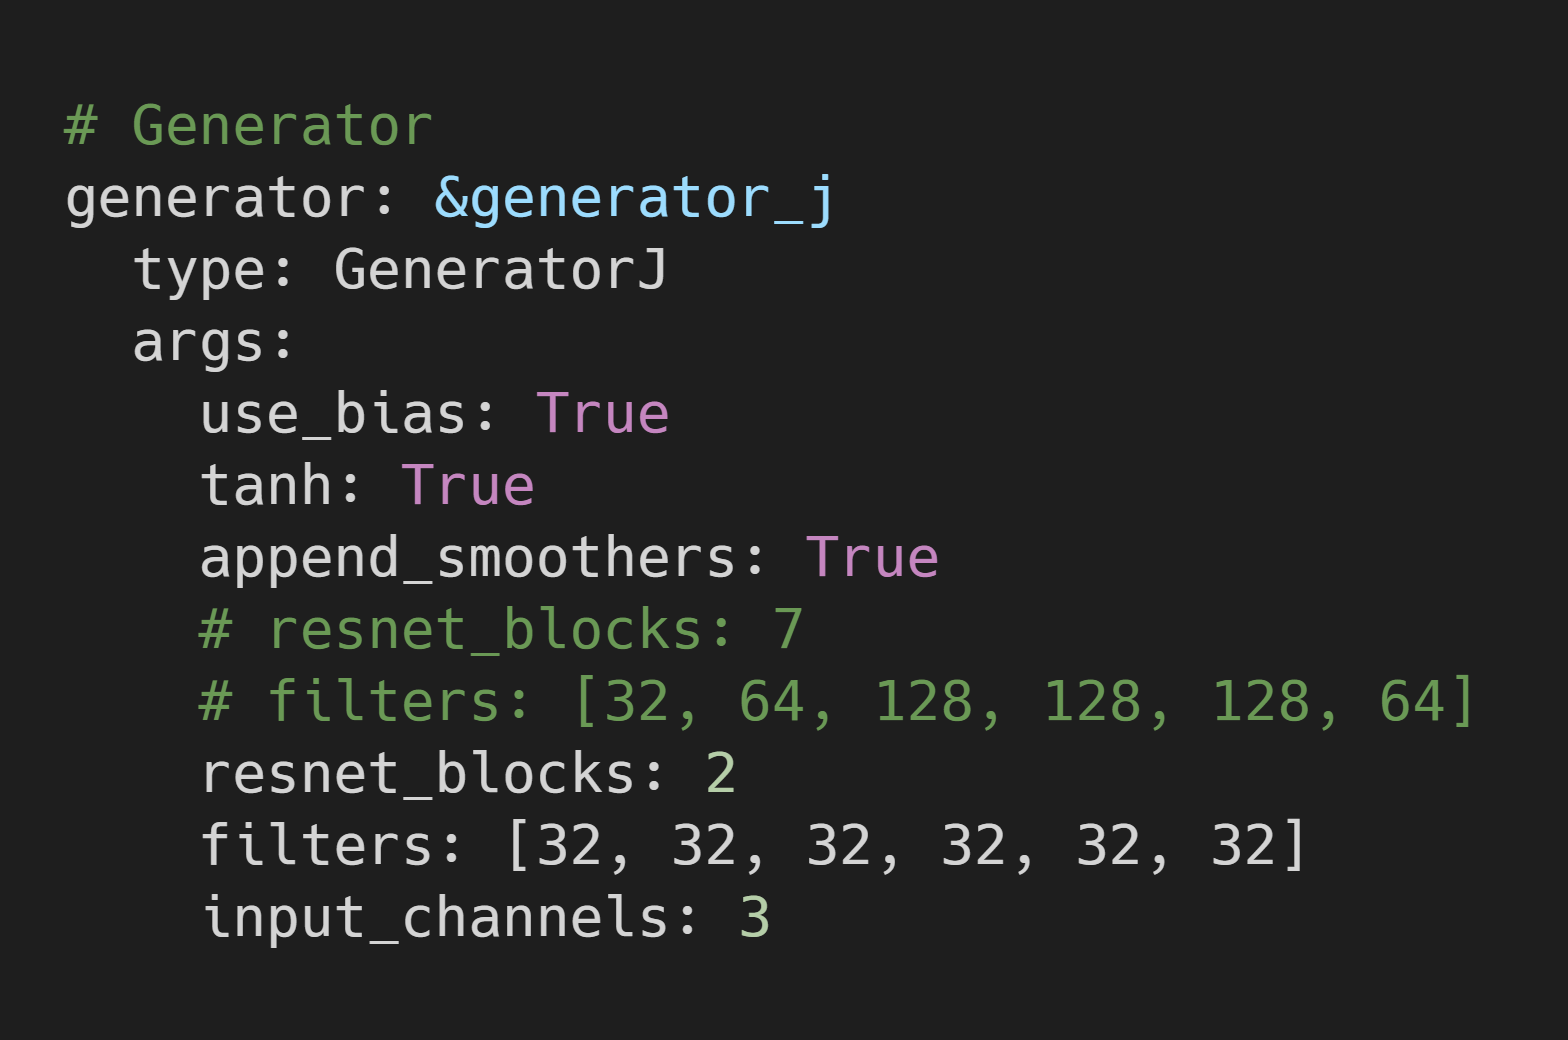 # Generator
generator: &generator_j
  type: GeneratorJ
  args:
    use_bias: True
    tanh: True
    append_smoothers: True
    # resnet_blocks: 7
    # filters: [32, 64, 128, 128, 128, 64]
    resnet_blocks: 2
    filters: [32, 32, 32, 32, 32, 32]
    input_channels: 3